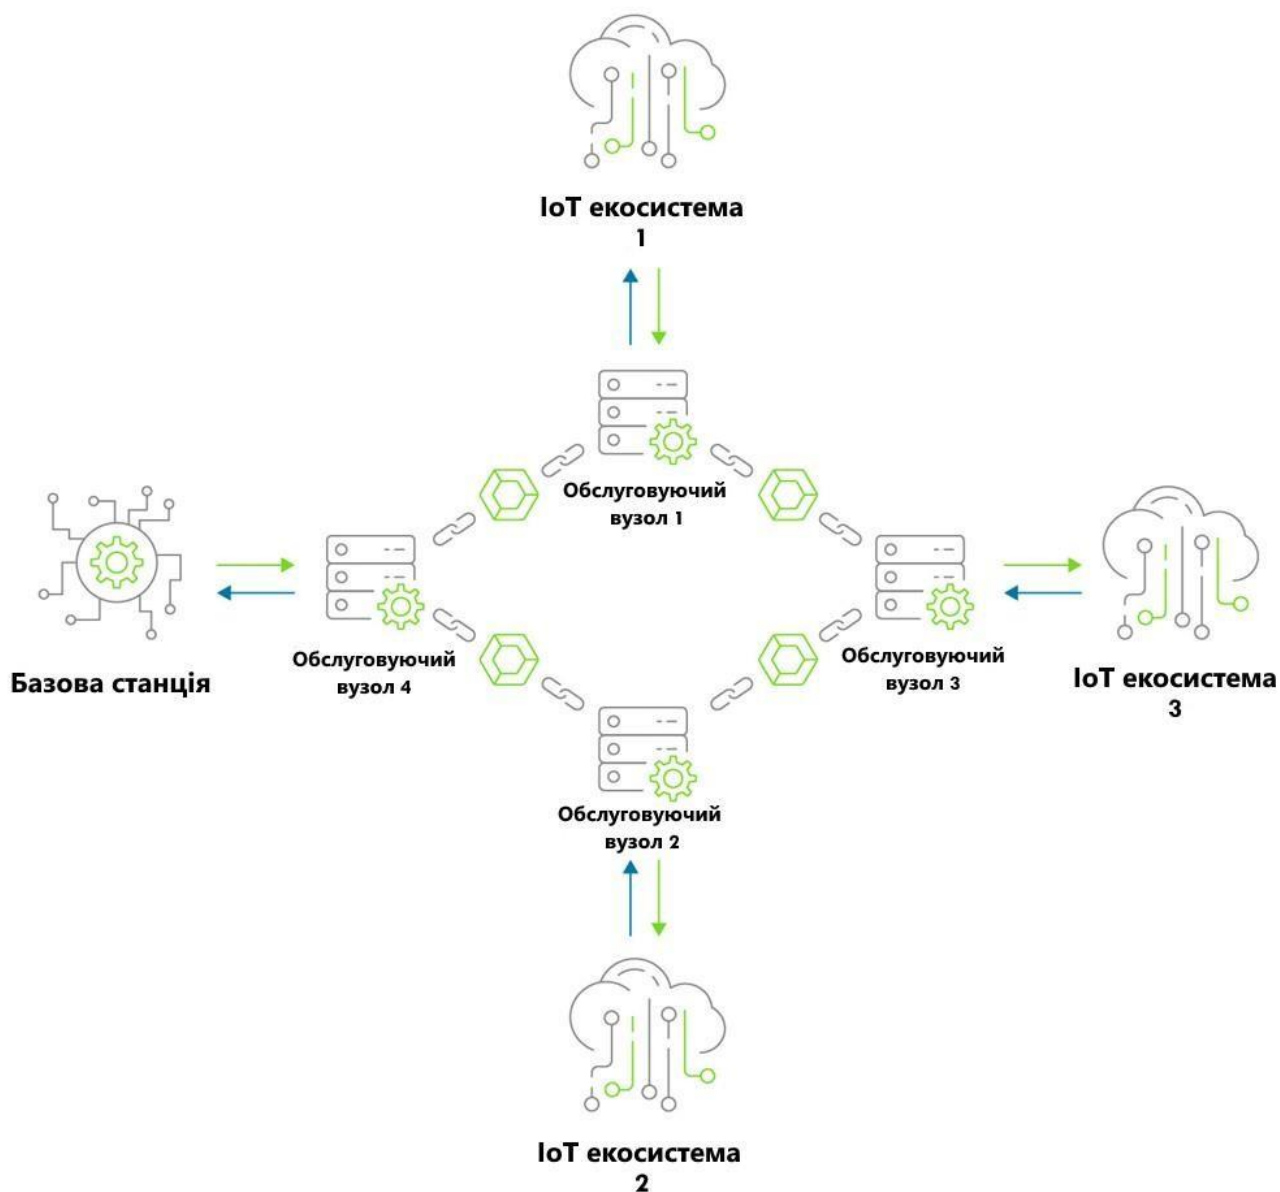 IoT екосистема
1
Обслуговуючий
вузол 1
Базова станція
Обслуговуючий
вузол 4
Обслуговуючий
вузол 3
IoT екосистема
3
Обслуговуючий
вузол 2
IoT екосистема
2